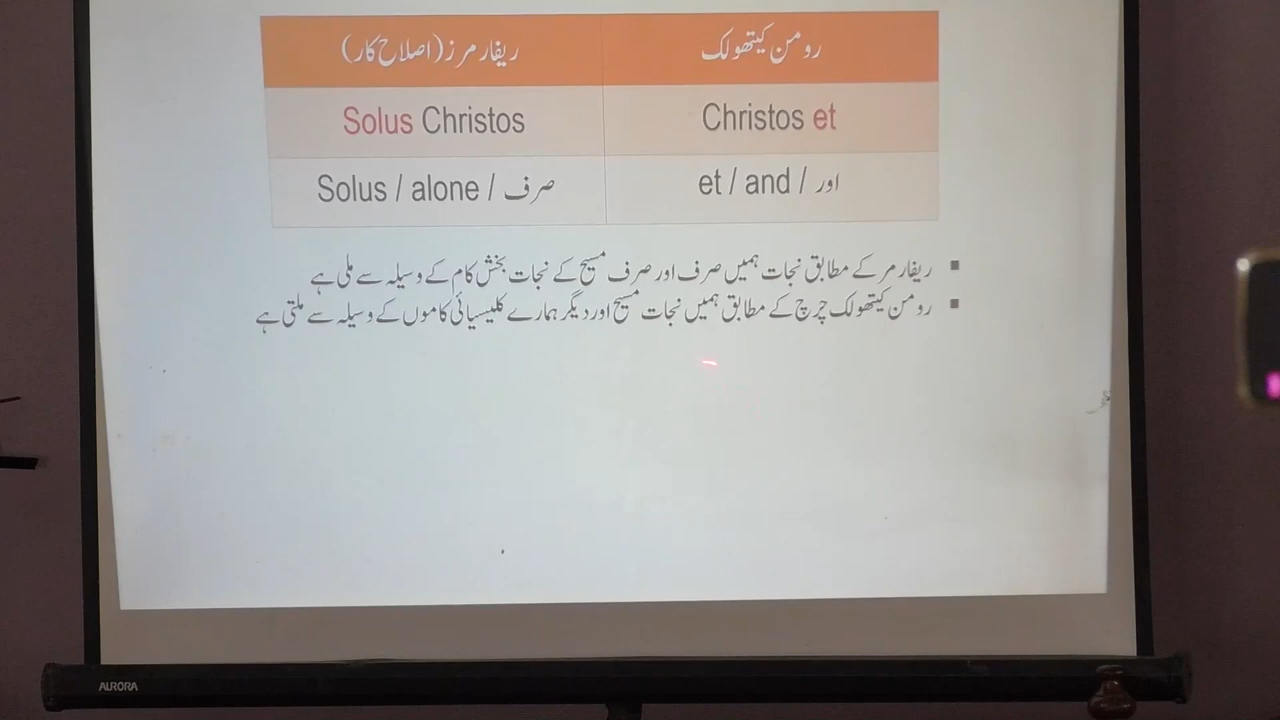 رومن کیتھولک ریفارمرز (اصلاح کار)
Christos et Solus Christos
et / and / اور Solus / alone / صرف
▪ ریفارمر کے مطابق نجات ہمیں صرف اور صرف مسیح کے نجات بخش کام کے وسیلہ سے ملی ہے
▪ رومن کیتھولک چرچ کے مطابق ہمیں نجات مسیح اور دیگر ہمارے کلیسیائی کاموں کے وسیلہ سے ملتی ہے
AURORA